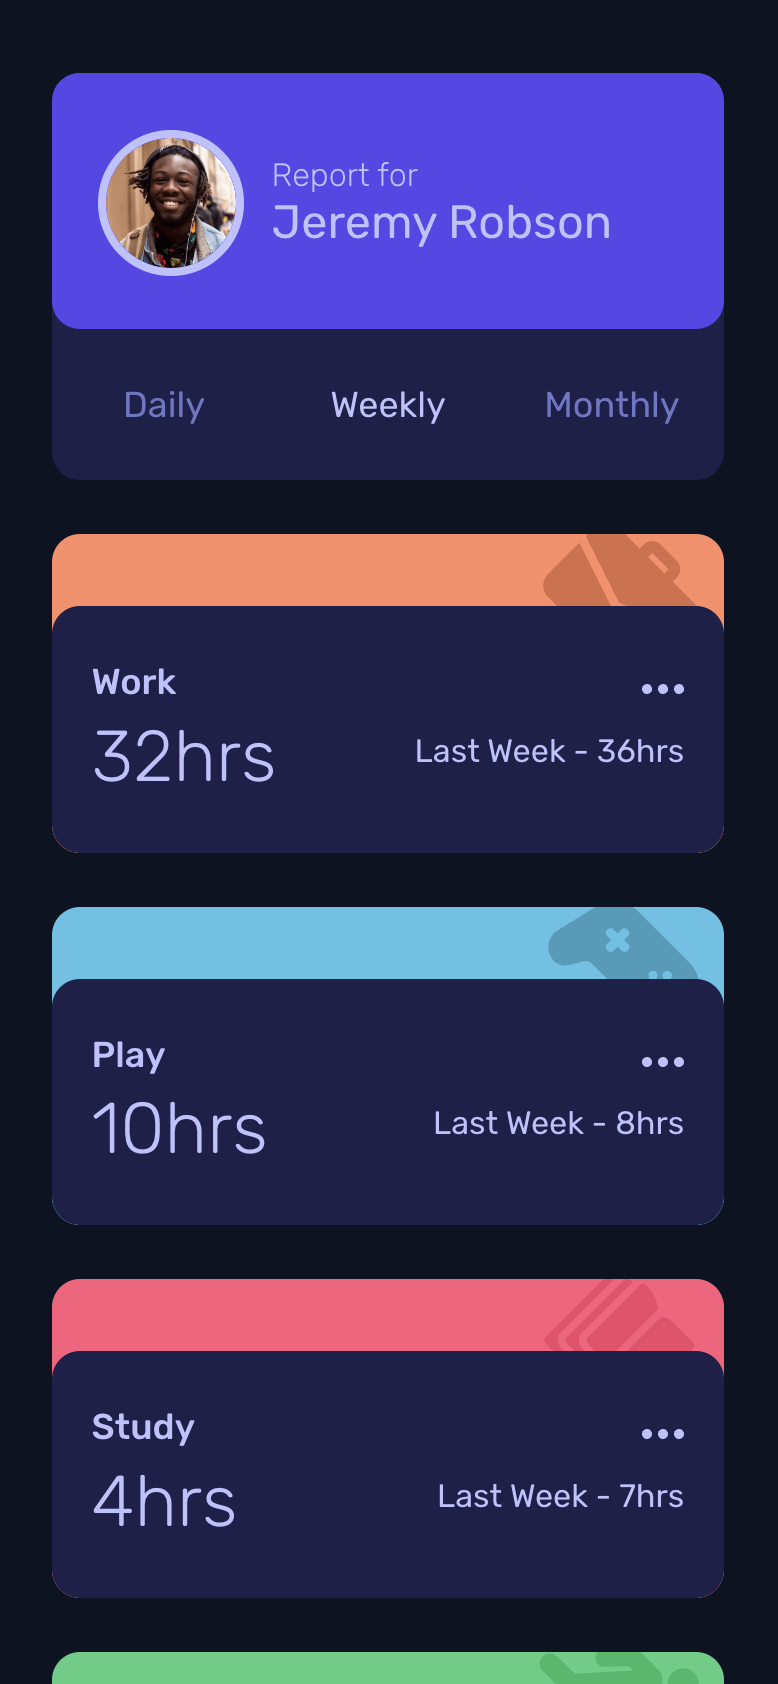 Report for
Jeremy Robson
Daily Weekly Monthly
Work
32hrs Last Week - 36hrs
Play
10hrs Last Week - 8hrs
Study
4hrs Last Week - 7hrs